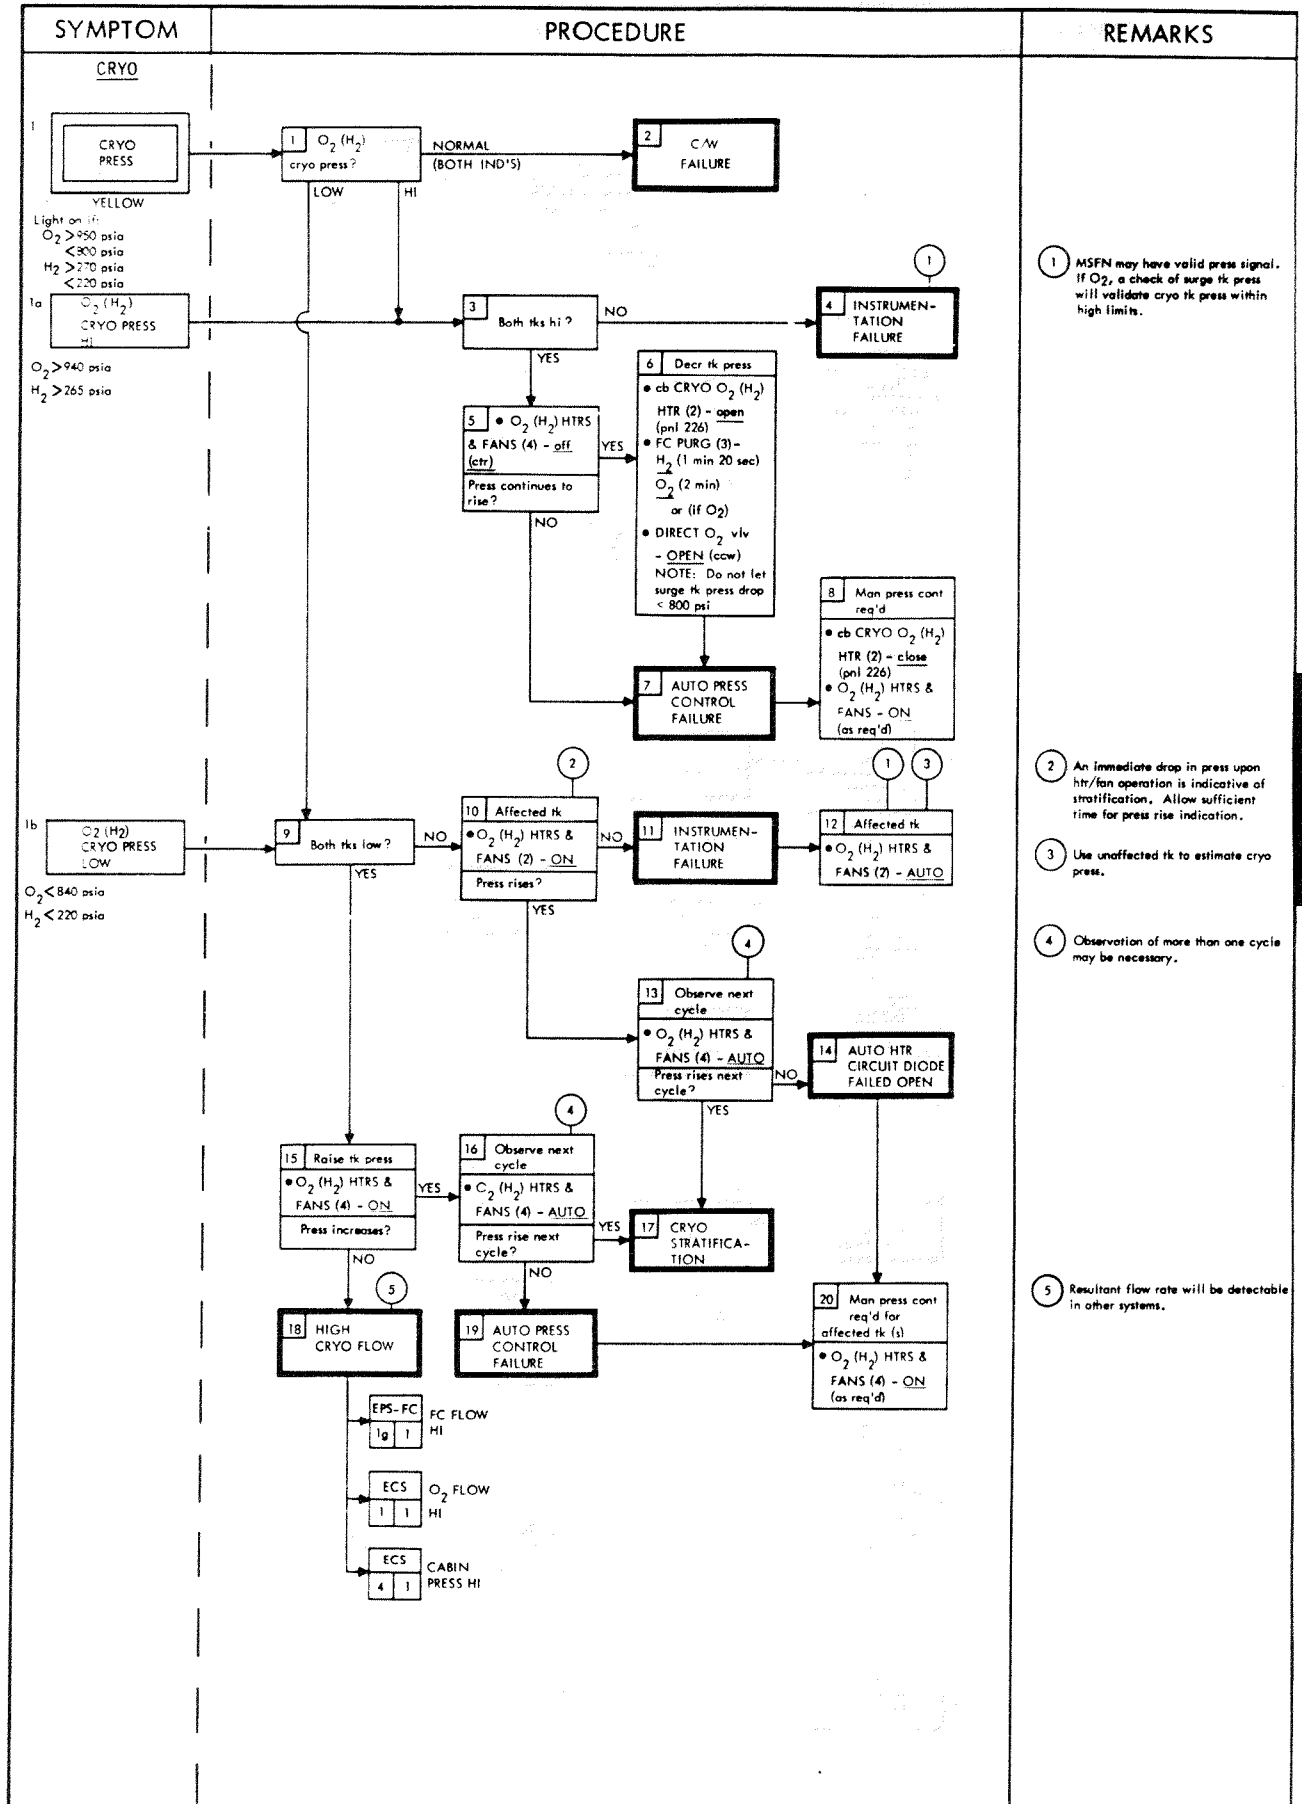 SYMPTOM
PROCEDURE
REMARKS
CRYO
1
CRYO
PRESS
YELLOW
Light on if:
O2 >950 psia
<800 psia
H2 >270 psia
<220 psia
1a
O2 (H2)
CRYO PRESS
HI
O2 >940 psia
H2 >265 psia
1b
O2 (H2)
CRYO PRESS
LOW
O2 <840 psia
H2 <220 psia
1 O2 (H2)
cryo press?
NORMAL
(BOTH IND'S)
LOW
HI
2 C/W
FAILURE
3
Both tks hi ?
NO
YES
1
4 INSTRUMEN-
TATION
FAILURE
5 • O2 (H2) HTRS
& FANS (4) - off
(ctr)
Press continues to
rise?
YES
NO
6 Decr tk press
• cb CRYO O2 (H2)
HTR (2) - open
(pnl 226)
• FC PURG (3) -
H2 (1 min 20 sec)
O2 (2 min)
or (if O2)
• DIRECT O2 vlv
- OPEN (ccw)
NOTE: Do not let
surge tk press drop
< 800 psi
7 AUTO PRESS
CONTROL
FAILURE
8 Man press cont
req'd
• cb CRYO O2 (H2)
HTR (2) - close
(pnl 226)
• O2 (H2) HTRS &
FANS - ON
(as req'd)
9
Both tks low?
NO
YES
2
10 Affected tk
• O2 (H2) HTRS &
FANS (2) - ON
Press rises?
NO
YES
11 INSTRUMEN-
TATION
FAILURE
1
3
12 Affected tk
• O2 (H2) HTRS &
FANS (2) - AUTO
4
13 Observe next
cycle
• O2 (H2) HTRS &
FANS (4) - AUTO
Press rises next
cycle?
NO
YES
14 AUTO HTR
CIRCUIT DIODE
FAILED OPEN
15 Raise tk press
• O2 (H2) HTRS &
FANS (4) - ON
Press increases?
YES
NO
4
16 Observe next
cycle
• O2 (H2) HTRS &
FANS (4) - AUTO
Press rise next
cycle?
YES
NO
17 CRYO
STRATIFICA-
TION
5
18 HIGH
CRYO FLOW
19 AUTO PRESS
CONTROL
FAILURE
20 Man press cont
req'd for
affected tk (s)
• O2 (H2) HTRS &
FANS (4) - ON
(as req'd)
EPS-FC
1g 1
FC FLOW
HI
ECS
1 1
O2 FLOW
HI
ECS
4 1
CABIN
PRESS HI
1 MSFN may have valid press signal.
If O2, a check of surge tk press
will validate cryo tk press within
high limits.
2 An immediate drop in press upon
htr/fan operation is indicative of
stratification. Allow sufficient
time for press rise indication.
3 Use unaffected tk to estimate cryo
press.
4 Observation of more than one cycle
may be necessary.
5 Resultant flow rate will be detectable
in other systems.